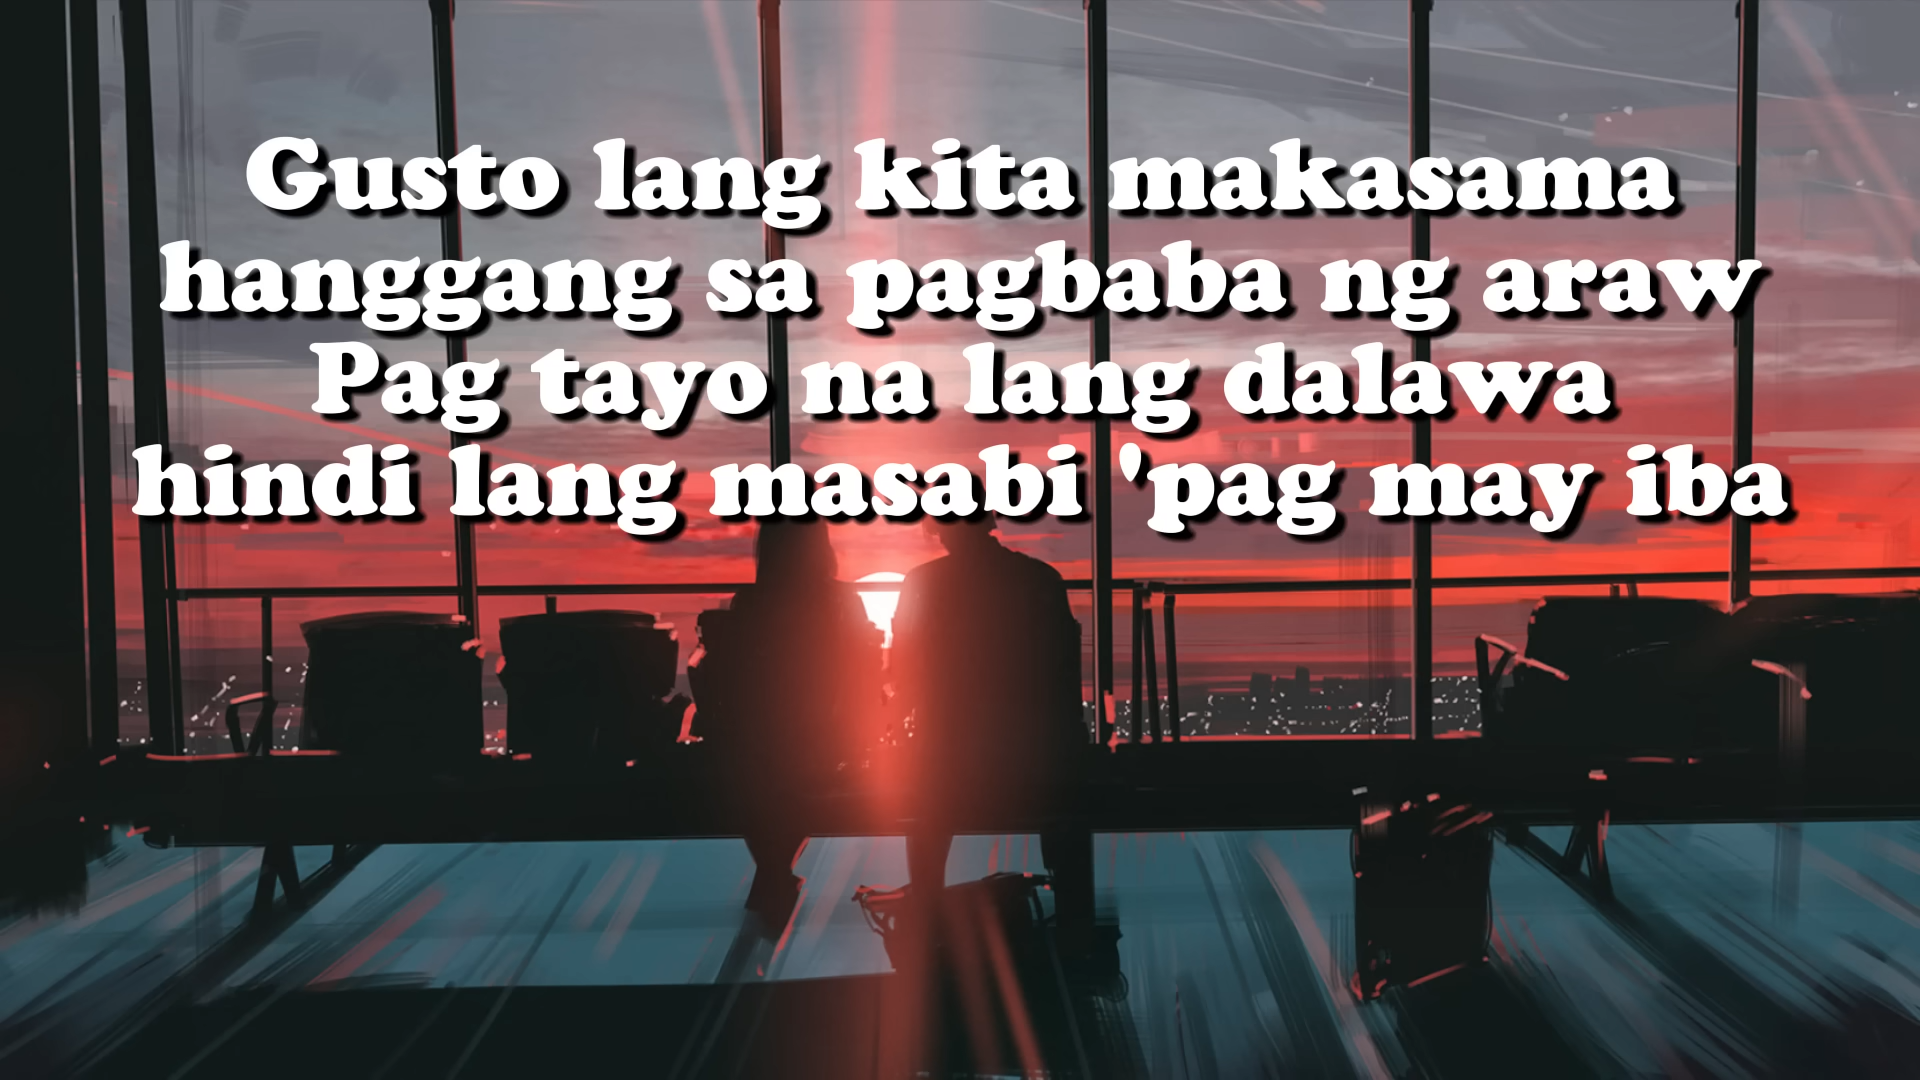 Gusto lang kita makasama
hanggang sa pagbaba ng araw
Pag tayo na lang dalawa
hindi lang masabi 'pag may iba